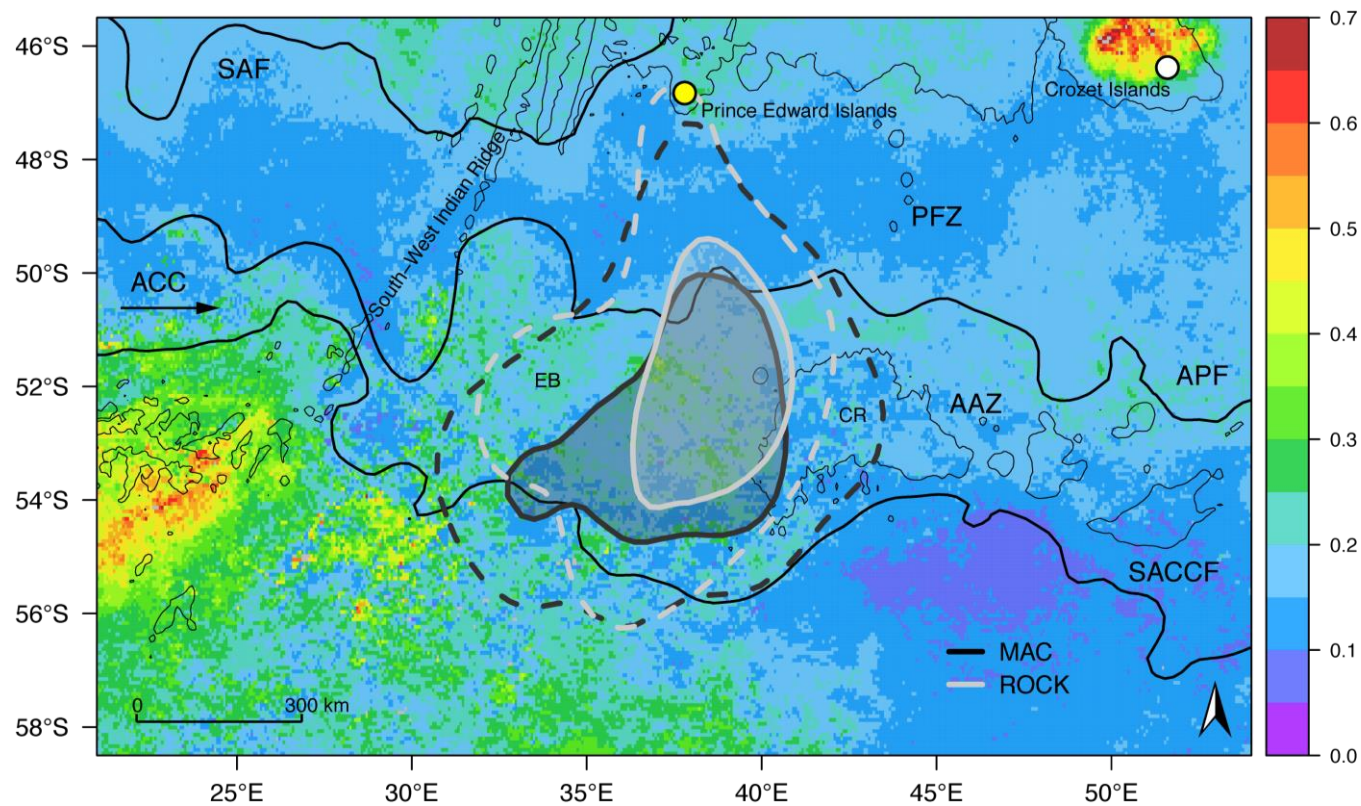 46°S
48°S
50°S
52°S
54°S
56°S
58°S
25°E
30°E
35°E
40°E
45°E
50°E
SAF
South−West Indian Ridge
Prince Edward Islands
Crozet Islands
PFZ
ACC
EB
CR
AAZ
APF
SACCF
MAC
ROCK
0
300 km
0.7
0.6
0.5
0.4
0.3
0.2
0.1
0.0